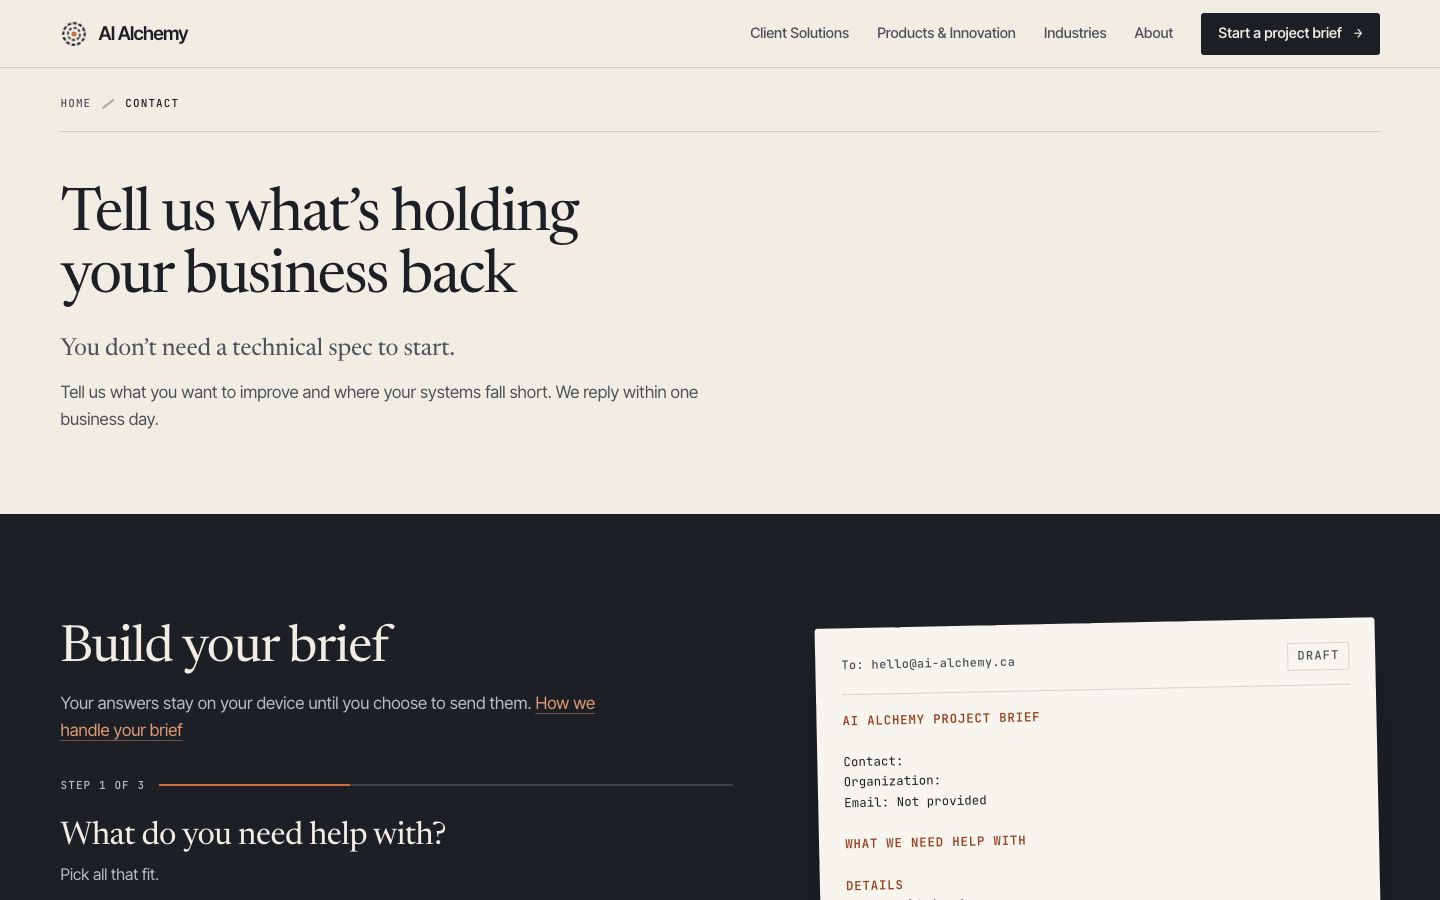 AI Alchemy
Client Solutions
Products & Innovation
Industries
About
Start a project brief →
HOME
CONTACT
Tell us what’s holding
your business back
You don’t need a technical spec to start.
Tell us what you want to improve and where your systems fall short. We reply within one
business day.
Build your brief
Your answers stay on your device until you choose to send them. How we
handle your brief
STEP 1 OF 3
What do you need help with?
Pick all that fit.
To: hello@ai-alchemy.ca
DRAFT
AI ALCHEMY PROJECT BRIEF
Contact:
Organization:
Email: Not provided
WHAT WE NEED HELP WITH
DETAILS